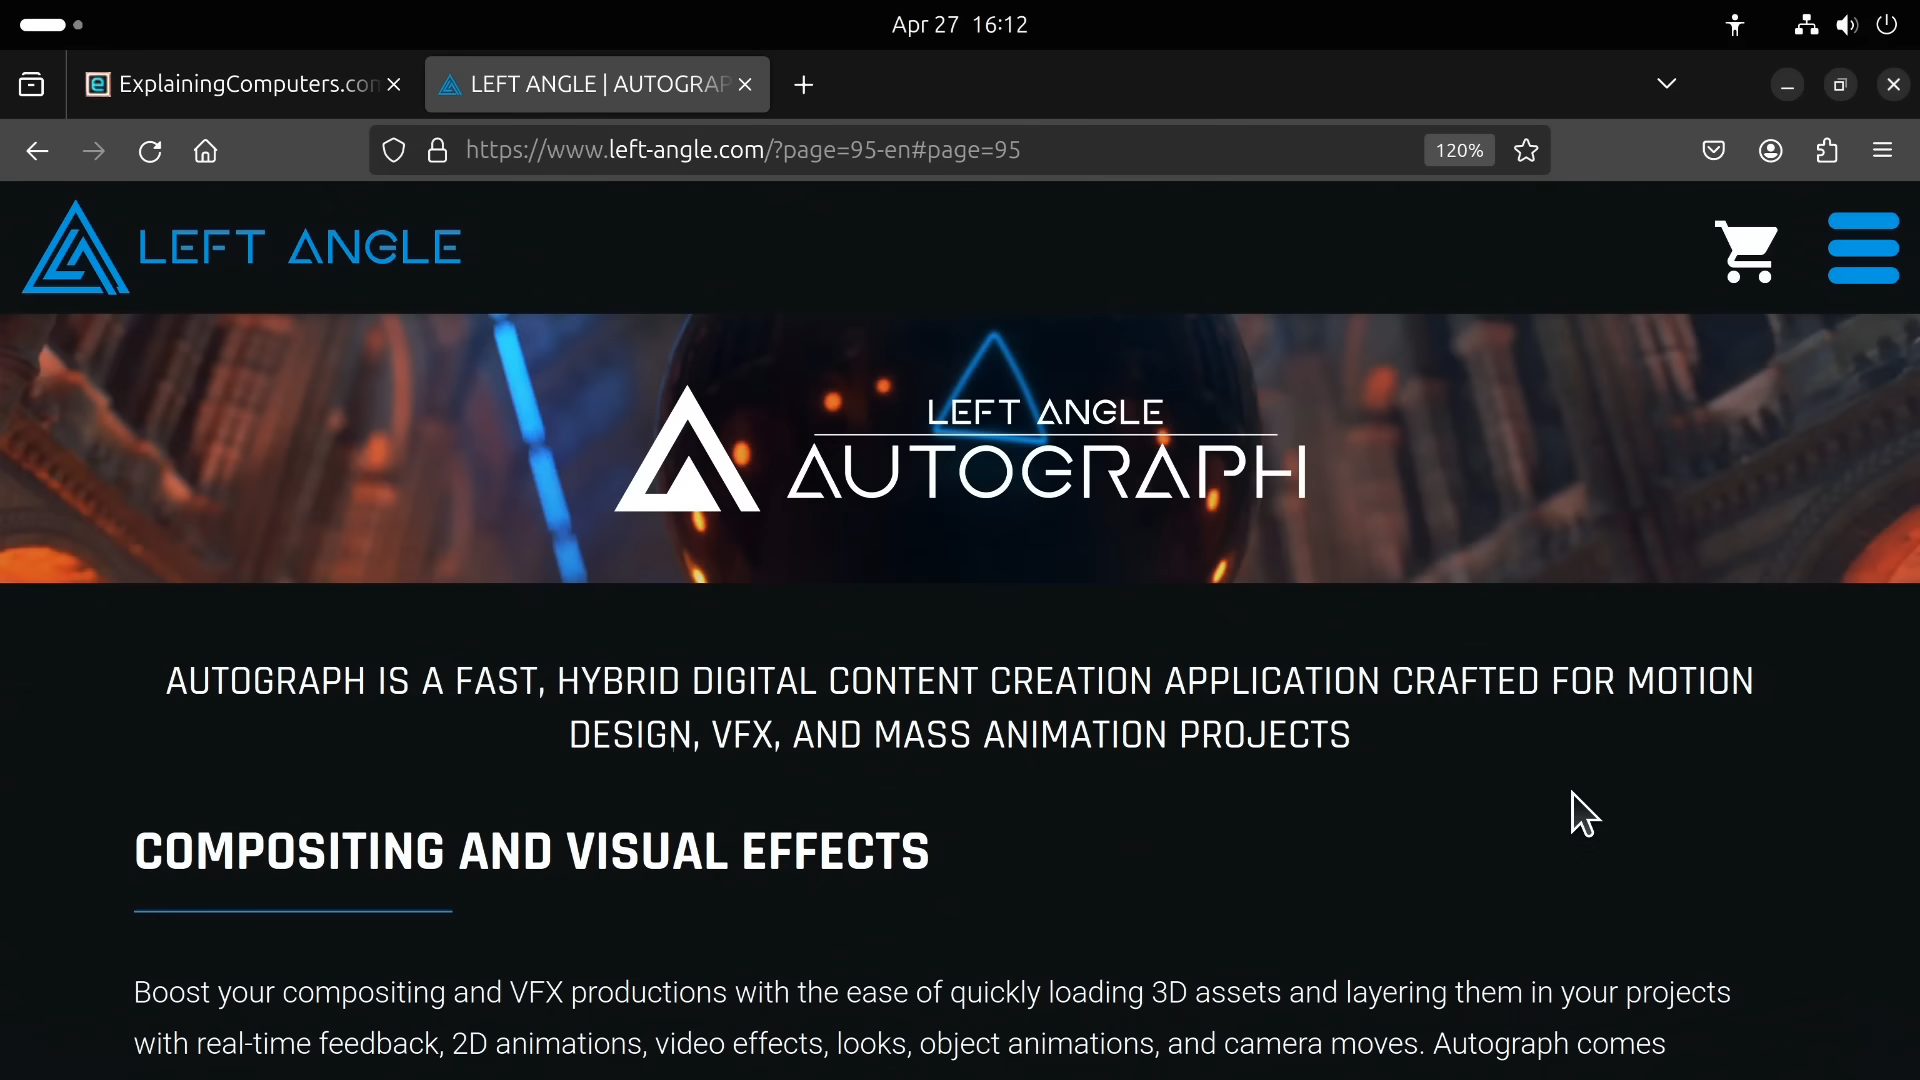 Apr 27 16:12
ExplainingComputers.con
LEFT ANGLE | AUTOGRAP
https://www.left-angle.com/?page=95-en#page=95
120%
LEFT ANGLE
LEFT ANGLE
AUTOGRAPH
AUTOGRAPH IS A FAST, HYBRID DIGITAL CONTENT CREATION APPLICATION CRAFTED FOR MOTION
DESIGN, VFX, AND MASS ANIMATION PROJECTS
COMPOSITING AND VISUAL EFFECTS
Boost your compositing and VFX productions with the ease of quickly loading 3D assets and layering them in your projects
with real-time feedback, 2D animations, video effects, looks, object animations, and camera moves. Autograph comes